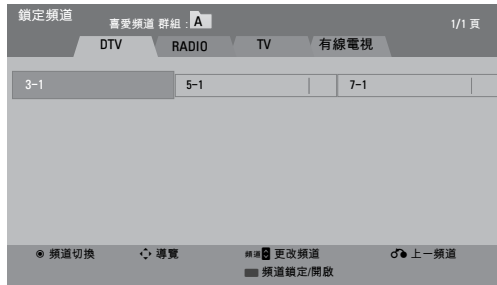 鎖定頻道
喜愛頻道 群組 : A 1/1 頁
DTV RADIO TV 有線電視
3-1 5-1 7-1
頻道切換 導覽 頻道 更改頻道 上一頻道
頻道鎖定/開啟